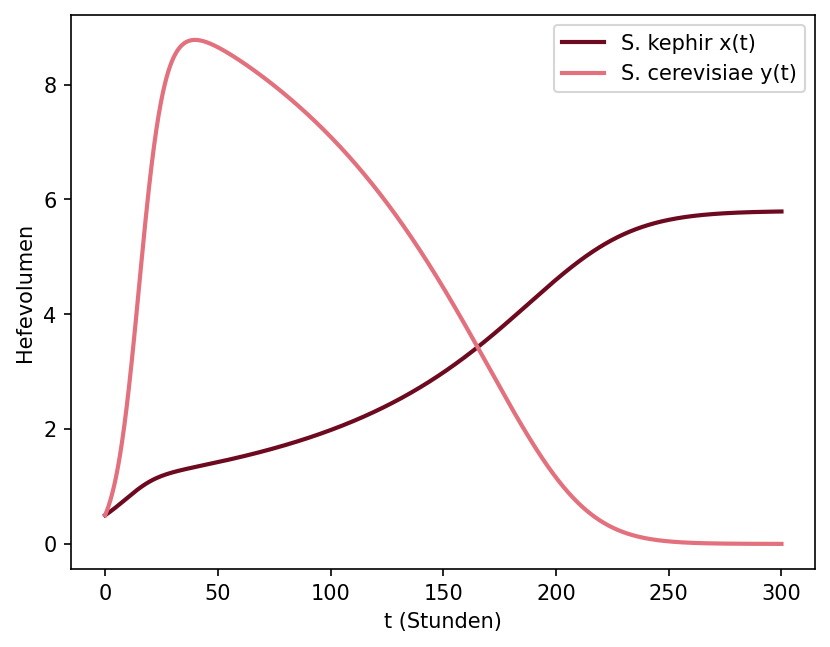 S. kephir x(t)
S. cerevisiae y(t)
Hefevolumen
8
6
4
2
0
0 50 100 150 200 250 300
t (Stunden)